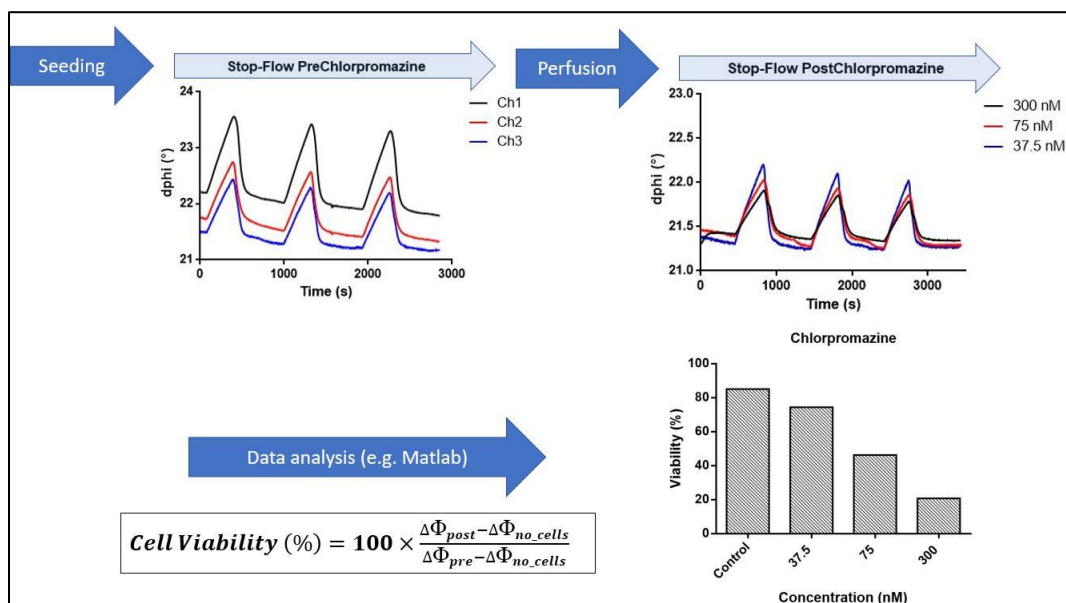 Seeding
Stop-Flow PreChlorpromazine
Perfusion
Stop-Flow PostChlorpromazine
24
23
22
21
dphi (°)
0 1000 2000 3000
Time (s)
Ch1
Ch2
Ch3
23.0
22.5
22.0
21.5
21.0
dphi (°)
0 1000 2000 3000
Time (s)
300 nM
75 nM
37.5 nM
Data analysis (e.g. Matlab)
Cell Viability (%) = 100 × (ΔΦpost−ΔΦno_cells)/(ΔΦpre−ΔΦno_cells)
Chlorpromazine
100
80
60
40
20
0
Viability (%)
Control 37.5 75 300
Concentration (nM)